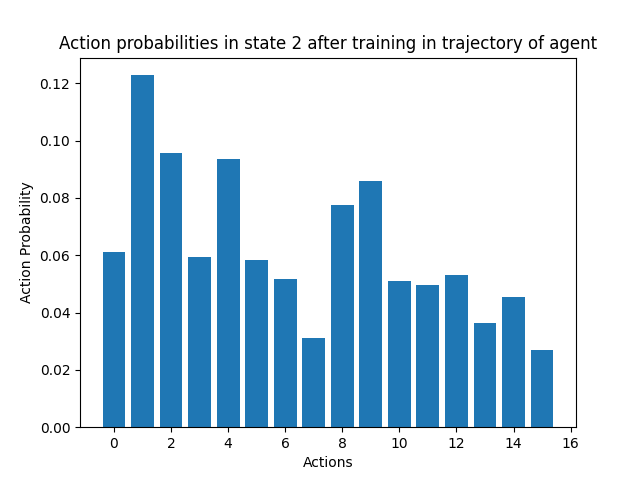 Action probabilities in state 2 after training in trajectory of agent
0.12
0.10
0.08
0.06
0.04
0.02
0.00
Action Probability
0 2 4 6 8 10 12 14 16
Actions